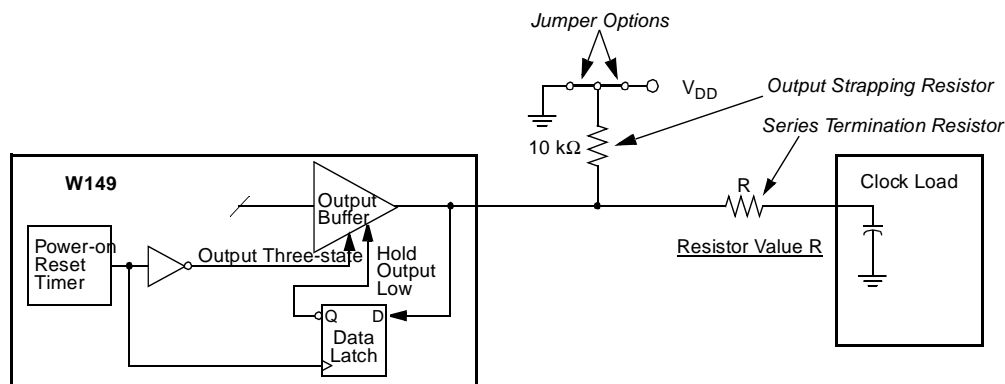 Jumper Options
V_DD
Output Strapping Resistor
Series Termination Resistor
10 kΩ
W149
R
Clock Load
Output
Buffer
Power-on
Reset
Timer
Output Three-state
Hold
Output
Low
Resistor Value R
Q
D
Data
Latch